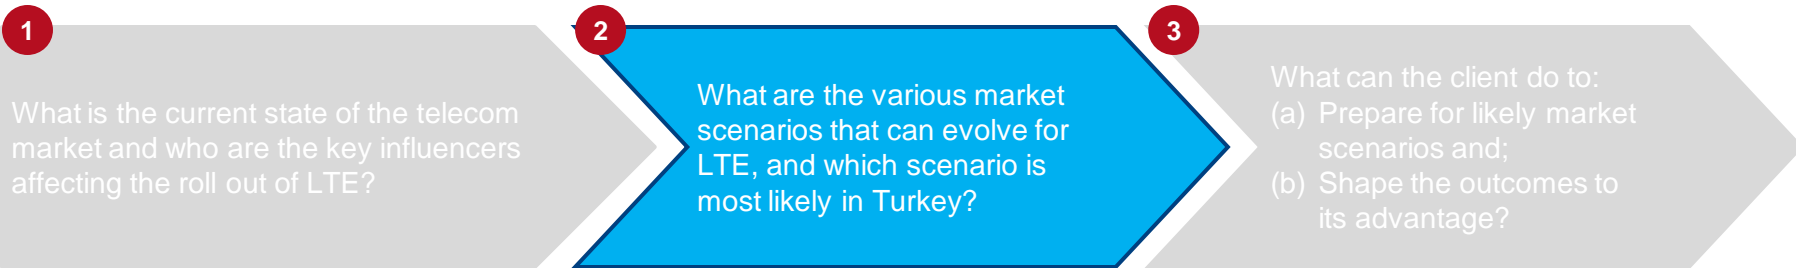 1
What is the current state of the telecom
market and who are the key influencers
affecting the roll out of LTE?
2
What are the various market
scenarios that can evolve for
LTE, and which scenario is
most likely in Turkey?
3
What can the client do to:
(a) Prepare for likely market
scenarios and;
(b) Shape the outcomes to
its advantage?